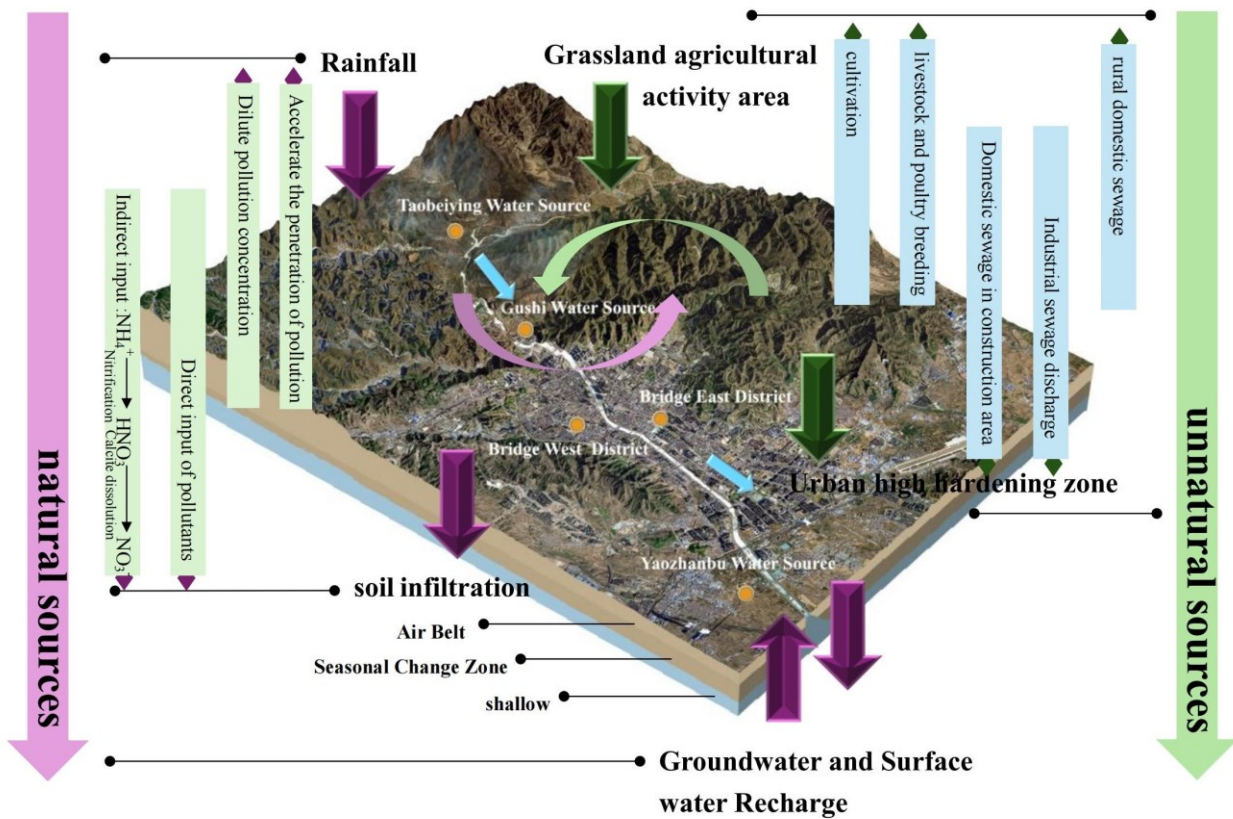 natural sources
Rainfall
Dilute pollution concentration
Accelerate the penetration of pollution
Indirect input :NH₄⁺
Nitrification
HNO₃
Calcite dissolution
NO₃⁻
Direct input of pollutants
soil infiltration
Air Belt
Seasonal Change Zone
shallow
Groundwater and Surface
water Recharge
Grassland agricultural
activity area
Taobeiying Water Source
Gushi Water Source
Bridge East District
Bridge West District
Yaozhanbu Water Source
Urban high hardening zone
cultivation
livestock and poultry breeding
Domestic sewage in construction area
Industrial sewage discharge
rural domestic sewage
unnatural sources